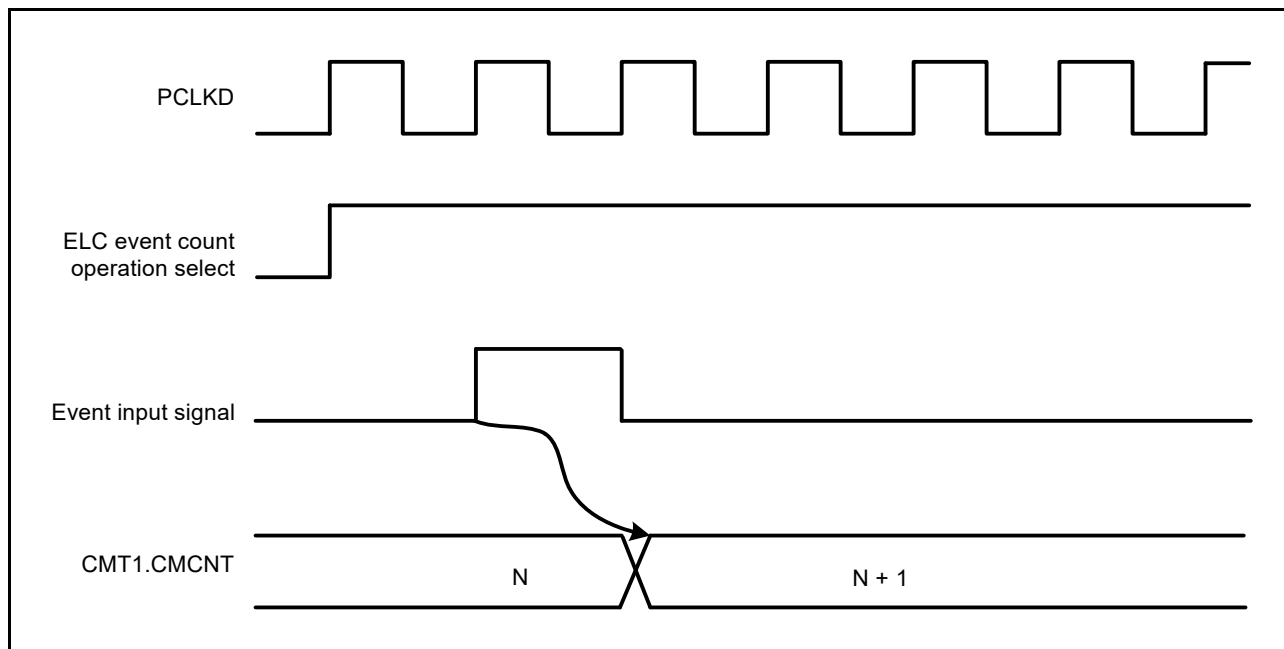 PCLKD
ELC event count
operation select
Event input signal
CMT1.CMCNT
N
N + 1